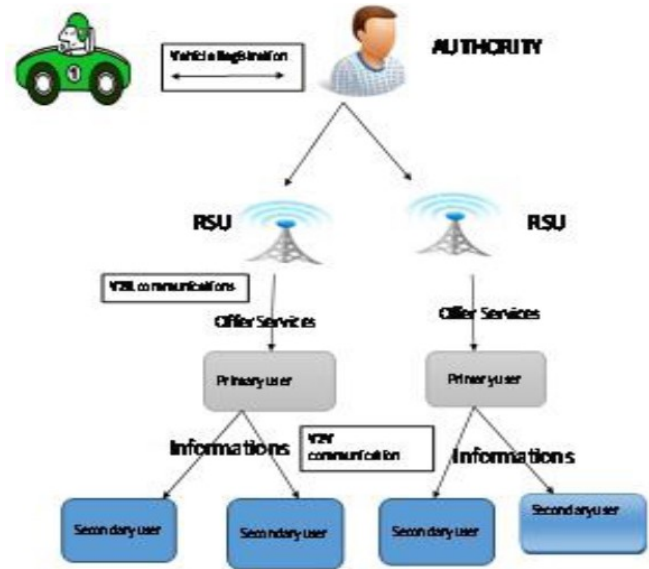 Vehicle Registration
AUTHORITY
1
RSU
RSU
V2R communications
Offer Services
Offer Services
Primary user
Primary user
Informations
V2V
communication
Informations
Secondary user
Secondary user
Secondary user
Secondary user